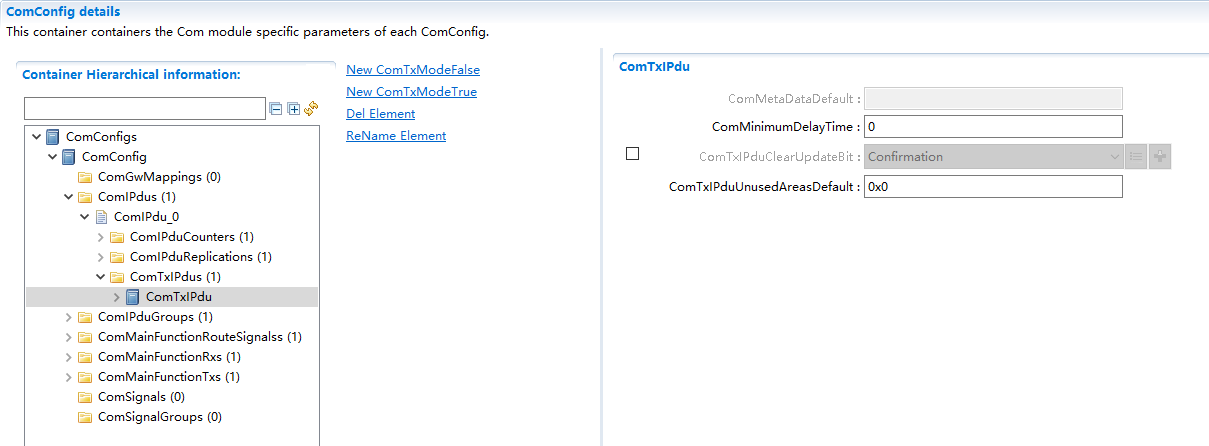 ComConfig details
This container containers the Com module specific parameters of each ComConfig.
Container Hierarchical information:
ComConfigs
ComConfig
ComGwMappings (0)
ComIPdus (1)
ComIPdu_0
ComIPduCounters (1)
ComIPduReplications (1)
ComTxIPdus (1)
ComTxIPdu
ComIPduGroups (1)
ComMainFunctionRouteSignalss (1)
ComMainFunctionRxs (1)
ComMainFunctionTxs (1)
ComSignals (0)
ComSignalGroups (0)
New ComTxModeFalse
New ComTxModeTrue
Del Element
ReName Element
ComTxIPdu
ComMetaDataDefault :
ComMinimumDelayTime : 0
ComTxIPduClearUpdateBit : Confirmation
ComTxIPduUnusedAreasDefault : 0x0